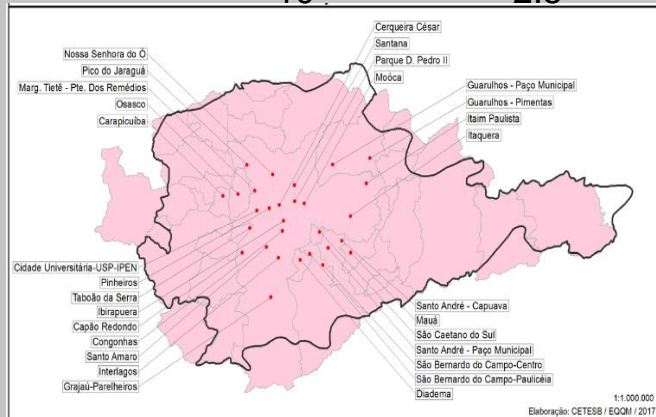 Nossa Senhora do Ó
Pico do Jaraguá
Marg. Tietê - Pte. Dos Remédios
Osasco
Carapicuíba
Cerqueira César
Santana
Parque D. Pedro II
Moóca
Guarulhos - Paço Municipal
Guarulhos - Pimentas
Itaim Paulista
Itaquera
Cidade Universitária-USP-IPEN
Pinheiros
Taboão da Serra
Ibirapuera
Capão Redondo
Congonhas
Santo Amaro
Interlagos
Grajaú-Parelheiros
Santo André - Capuava
Mauá
São Caetano do Sul
Santo André - Paço Municipal
São Bernardo do Campo-Centro
São Bernardo do Campo-Paulicéia
Diadema
1:1.000.000
Elaboração: CETESB / EQQM / 2017